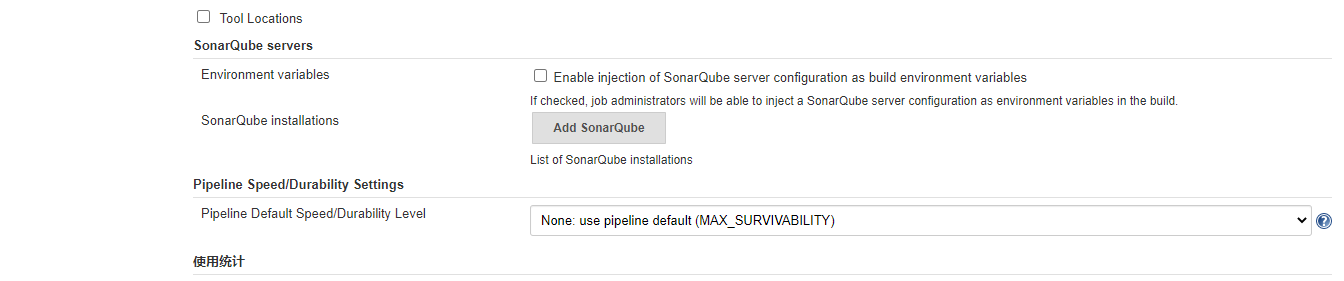 Tool Locations
SonarQube servers
Environment variables
Enable injection of SonarQube server configuration as build environment variables
If checked, job administrators will be able to inject a SonarQube server configuration as environment variables in the build.
SonarQube installations
Add SonarQube
List of SonarQube installations
Pipeline Speed/Durability Settings
Pipeline Default Speed/Durability Level
None: use pipeline default (MAX_SURVIVABILITY)
?
使用统计